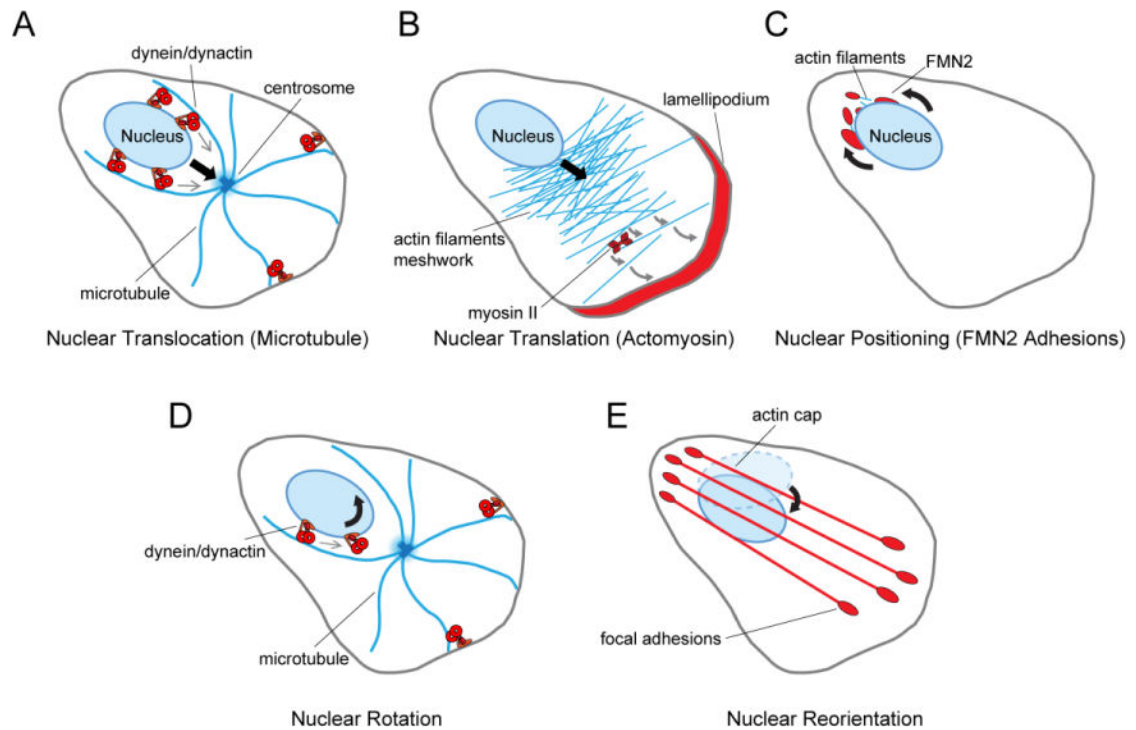 A
dynein/dynactin
centrosome
Nucleus
microtubule
Nuclear Translocation (Microtubule)
B
lamellipodium
Nucleus
actin filaments
meshwork
myosin II
Nuclear Translation (Actomyosin)
C
actin filaments
FMN2
Nucleus
Nuclear Positioning (FMN2 Adhesions)
D
dynein/dynactin
microtubule
Nuclear Rotation
E
actin cap
focal adhesions
Nuclear Reorientation